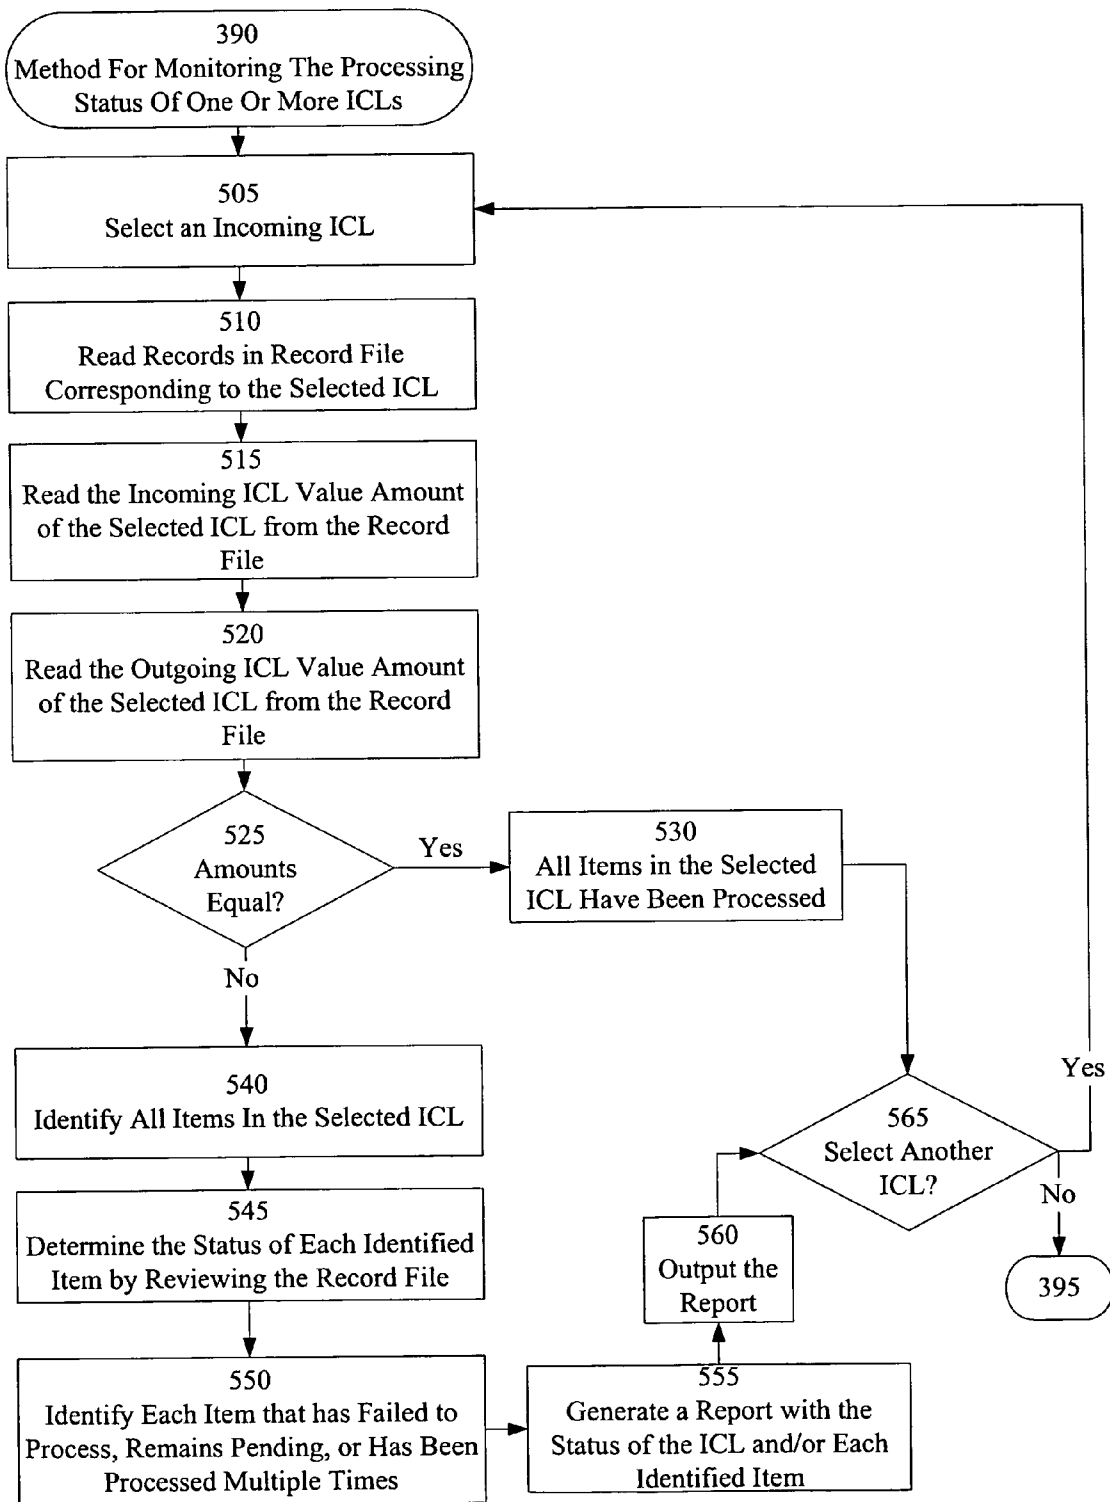 390
Method For Monitoring The Processing
Status Of One Or More ICLs
505
Select an Incoming ICL
510
Read Records in Record File
Corresponding to the Selected ICL
515
Read the Incoming ICL Value Amount
of the Selected ICL from the Record
File
520
Read the Outgoing ICL Value Amount
of the Selected ICL from the Record
File
525
Amounts
Equal?
Yes
530
All Items in the Selected
ICL Have Been Processed
No
540
Identify All Items In the Selected ICL
545
Determine the Status of Each Identified
Item by Reviewing the Record File
550
Identify Each Item that has Failed to
Process, Remains Pending, or Has Been
Processed Multiple Times
555
Generate a Report with the
Status of the ICL and/or Each
Identified Item
560
Output the
Report
565
Select Another
ICL?
Yes
No
395